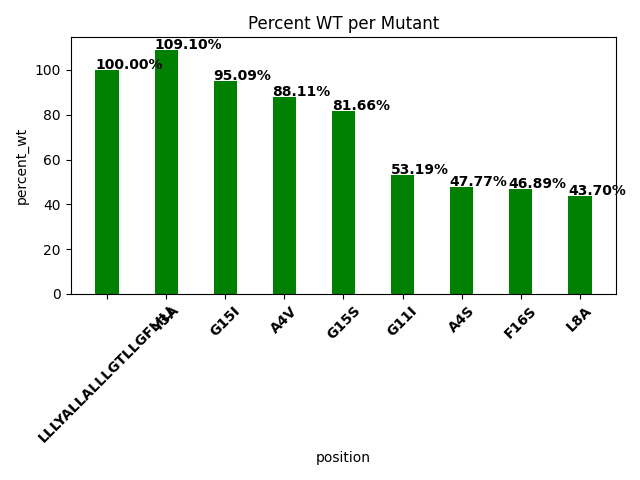 Percent WT per Mutant
percent_wt
100
80
60
40
20
0
100.00%
109.10%
95.09%
88.11%
81.66%
53.19%
47.77%
46.89%
43.70%
Y3A
G15I
A4V
G15S
G11I
A4S
F16S
L8A
position